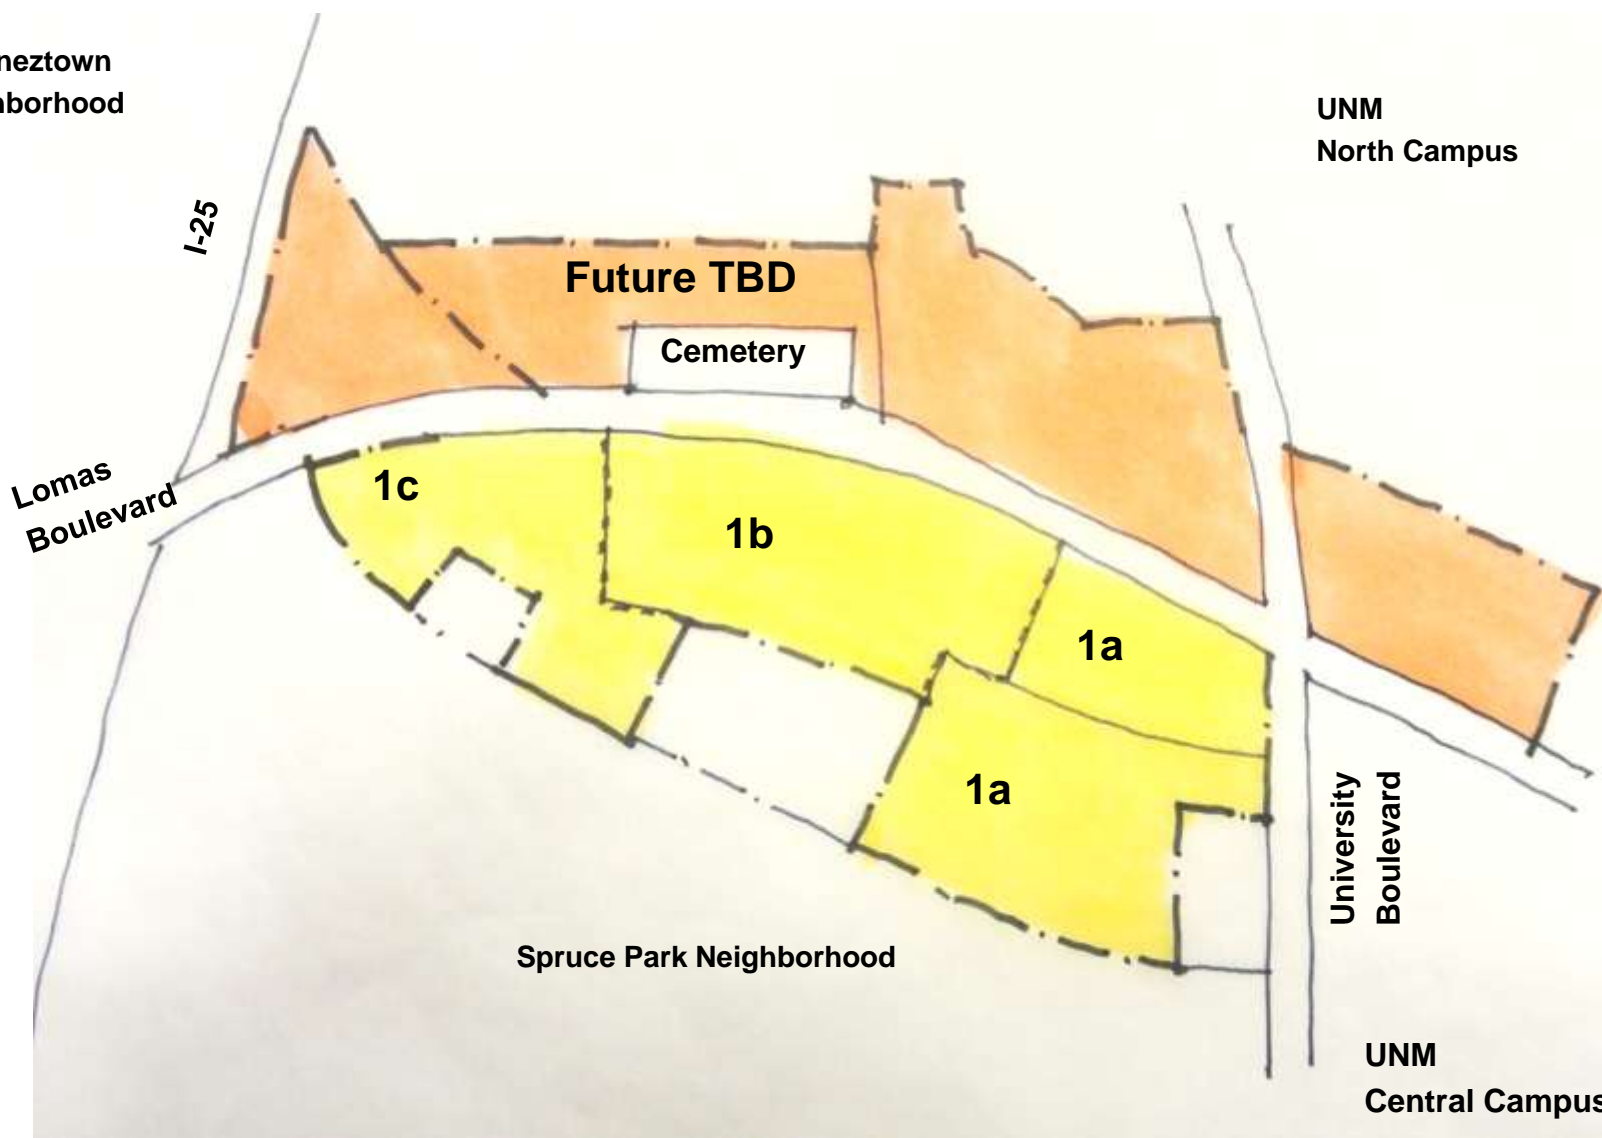 neztown
nborhood
UNM
North Campus
I-25
Future TBD
Cemetery
Lomas
Boulevard
1c
1b
1a
1a
University
Boulevard
Spruce Park Neighborhood
UNM
Central Campus